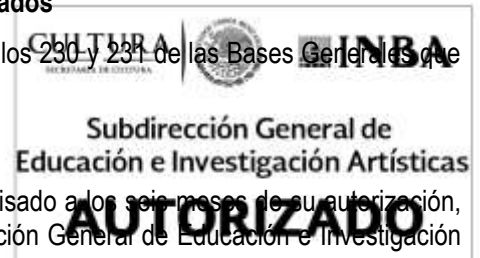 ados
los 230 y 231 de las Bases Generales que
CULTURA
SECRETARÍA DE CULTURA
INBA
Subdirección General de
Educación e Investigación Artísticas
isado a los seis meses de su autorización,
AUTORIZADO
ción General de Educación e Investigación